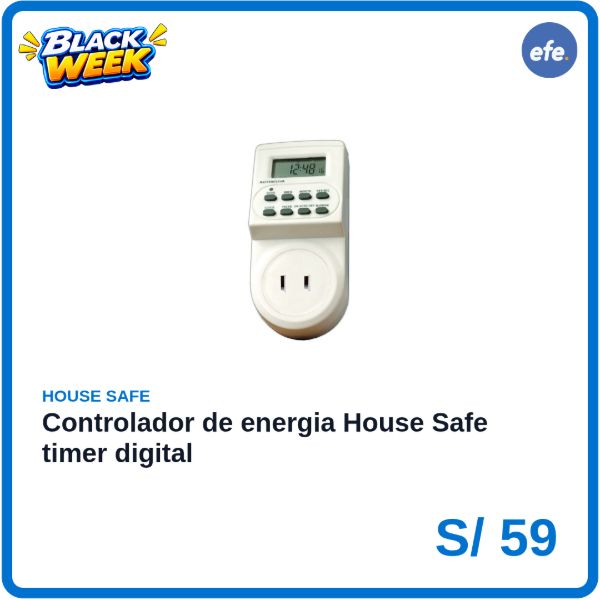 BLACK
WEEK
efe.
12:48
HOUSE SAFE
Controlador de energia House Safe
timer digital
S/ 59